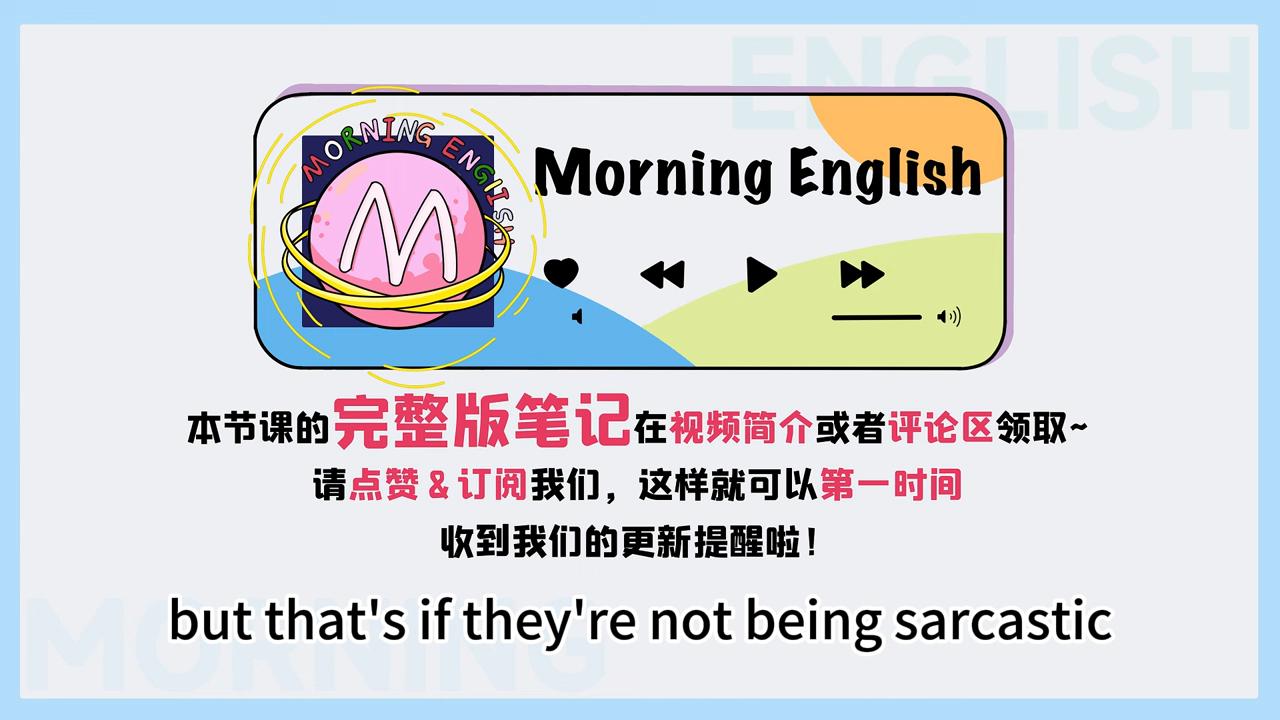 ENGLISH
MORNING ENGLISH
M
Morning English
本节课的完整版笔记在视频简介或者评论区领取~
请点赞&订阅我们，这样就可以第一时间
收到我们的更新提醒啦！
but that's if they're not being sarcastic
MORNING